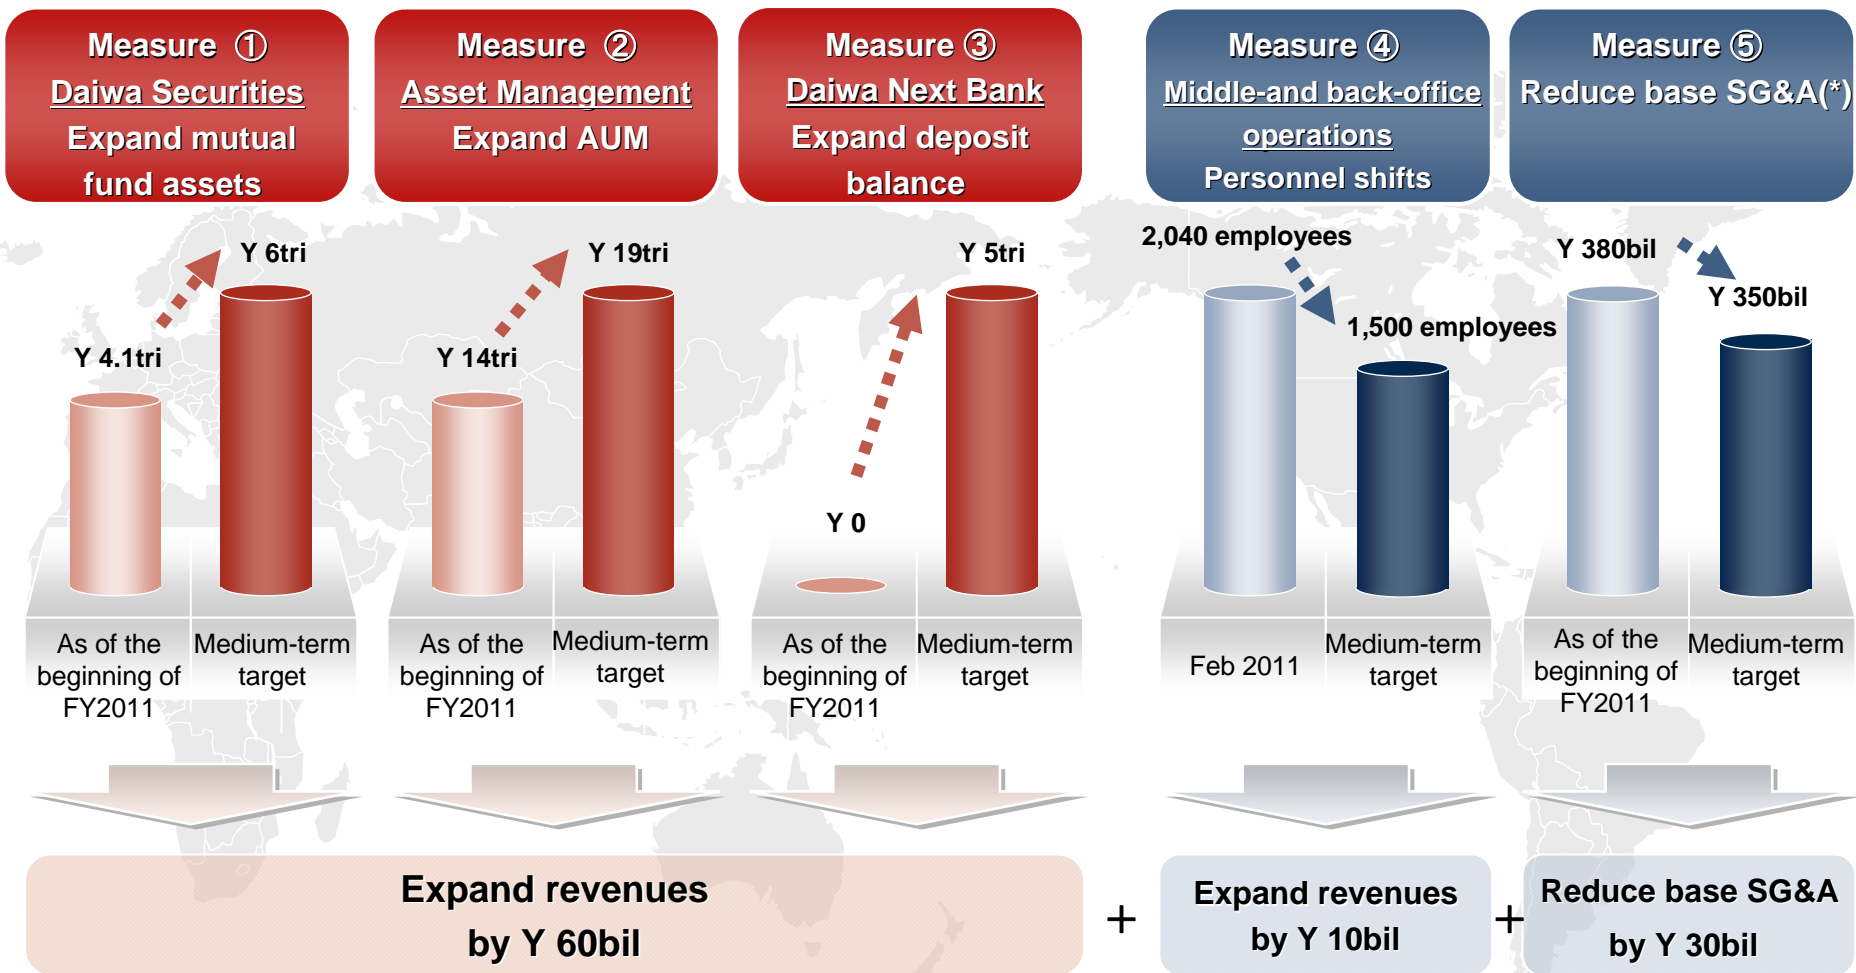 Measure ①
Daiwa Securities
Expand mutual
fund assets
Measure ②
Asset Management
Expand AUM
Measure ③
Daiwa Next Bank
Expand deposit
balance
Measure ④
Middle-and back-office
operations
Personnel shifts
Measure ⑤
Reduce base SG&A(*)
Y 4.1tri
Y 6tri
As of the
beginning of
FY2011
Medium-term
target
Y 14tri
Y 19tri
As of the
beginning of
FY2011
Medium-term
target
Y 0
Y 5tri
As of the
beginning of
FY2011
Medium-term
target
2,040 employees
1,500 employees
Feb 2011
Medium-term
target
Y 380bil
Y 350bil
As of the
beginning of
FY2011
Medium-term
target
Expand revenues
by Y 60bil
+
Expand revenues
by Y 10bil
+
Reduce base SG&A
by Y 30bil